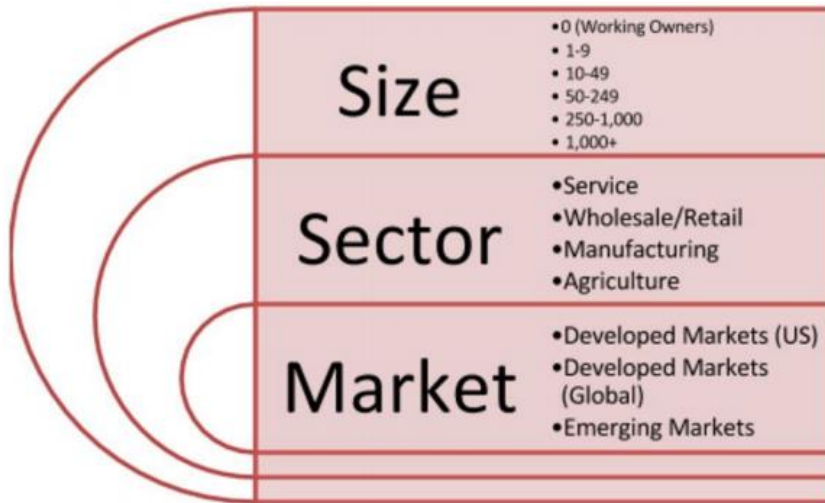 Size
•0 (Working Owners)
• 1-9
• 10-49
• 50-249
• 250-1,000
• 1,000+
Sector
•Service
•Wholesale/Retail
•Manufacturing
•Agriculture
Market
•Developed Markets (US)
•Developed Markets
(Global)
•Emerging Markets